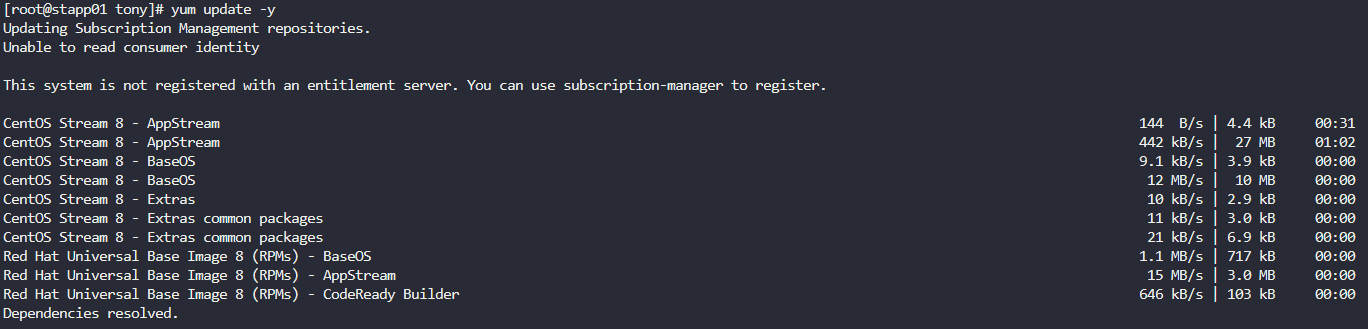 [root@stapp01 tony]# yum update -y
Updating Subscription Management repositories.
Unable to read consumer identity
This system is not registered with an entitlement server. You can use subscription-manager to register.
CentOS Stream 8 - AppStream 144 B/s | 4.4 kB 00:31
CentOS Stream 8 - AppStream 442 kB/s | 27 MB 01:02
CentOS Stream 8 - BaseOS 9.1 kB/s | 3.9 kB 00:00
CentOS Stream 8 - BaseOS 12 MB/s | 10 MB 00:00
CentOS Stream 8 - Extras 10 kB/s | 2.9 kB 00:00
CentOS Stream 8 - Extras common packages 11 kB/s | 3.0 kB 00:00
CentOS Stream 8 - Extras common packages 21 kB/s | 6.9 kB 00:00
Red Hat Universal Base Image 8 (RPMs) - BaseOS 1.1 MB/s | 717 kB 00:00
Red Hat Universal Base Image 8 (RPMs) - AppStream 15 MB/s | 3.0 MB 00:00
Red Hat Universal Base Image 8 (RPMs) - CodeReady Builder 646 kB/s | 103 kB 00:00
Dependencies resolved.